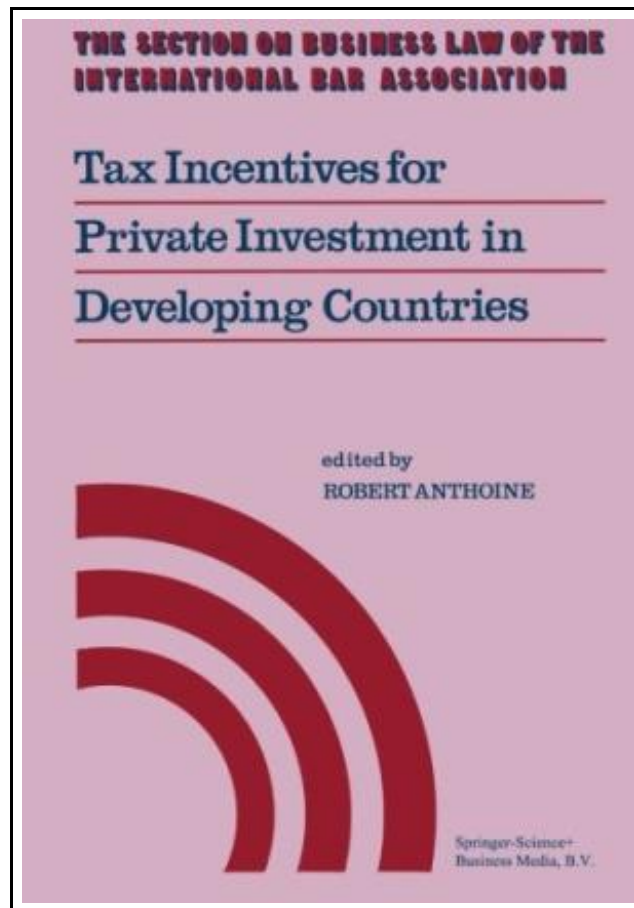 THE SECTION ON BUSINESS LAW OF THE
INTERNATIONAL BAR ASSOCIATION
Tax Incentives for
Private Investment in
Developing Countries
edited by
ROBERT ANTHOINE
Springer-Science+
Business Media, B.V.